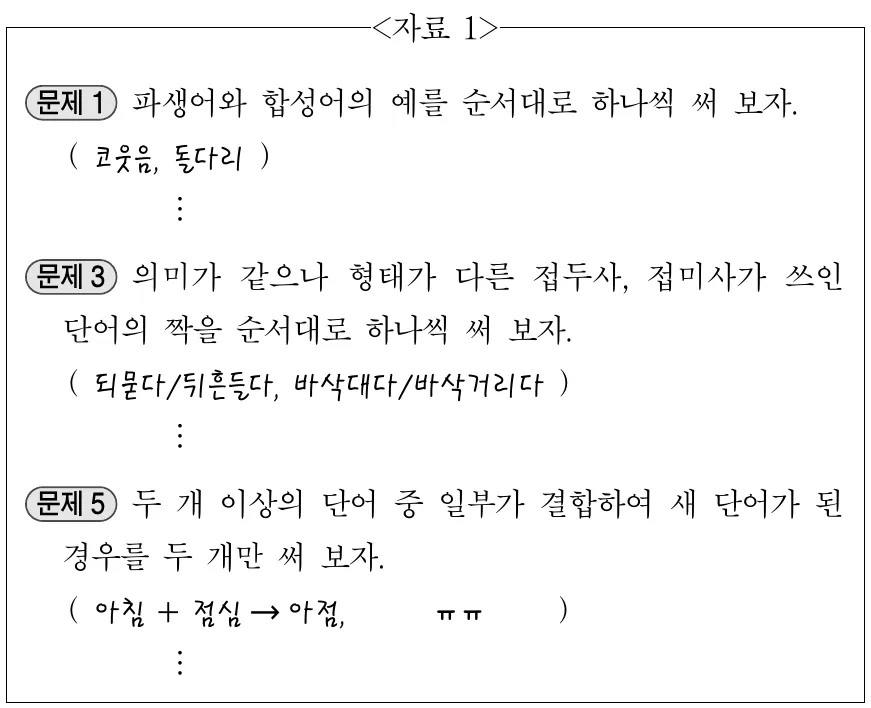 <자료 1>
문제 1 파생어와 합성어의 예를 순서대로 하나씩 써 보자.
( 코웃음, 돌다리 )
⋮
문제 3 의미가 같으나 형태가 다른 접두사, 접미사가 쓰인
단어의 짝을 순서대로 하나씩 써 보자.
( 되묻다/뒤흔들다, 바삭대다/바삭거리다 )
⋮
문제 5 두 개 이상의 단어 중 일부가 결합하여 새 단어가 된
경우를 두 개만 써 보자.
( 아침 + 점심 → 아점, ㅠㅠ )
⋮